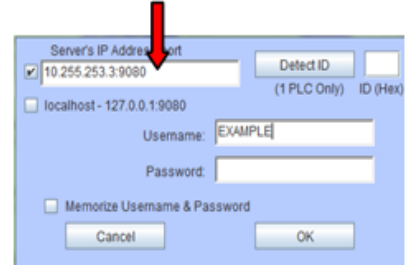 Server's IP Address:Port
10.255.253.3:9080
Detect ID
(1 PLC Only) ID (Hex)
localhost - 127.0.0.1:9080
Username: EXAMPLE
Password:
Memorize Username & Password
Cancel OK